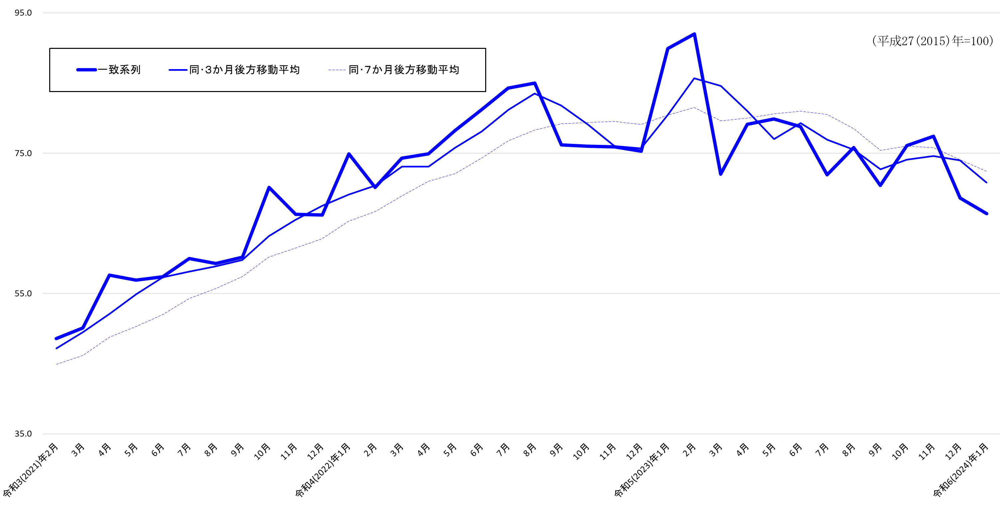 95.0
(平成27(2015)年=100)
一致系列 同・3か月後方移動平均 同・7か月後方移動平均
75.0
55.0
35.0
令和3(2021)年2月 3月 4月 5月 6月 7月 8月 9月 10月 11月 12月 令和4(2022)年1月 2月 3月 4月 5月 6月 7月 8月 9月 10月 11月 12月 令和5(2023)年1月 2月 3月 4月 5月 6月 7月 8月 9月 10月 11月 12月 令和6(2024)年1月